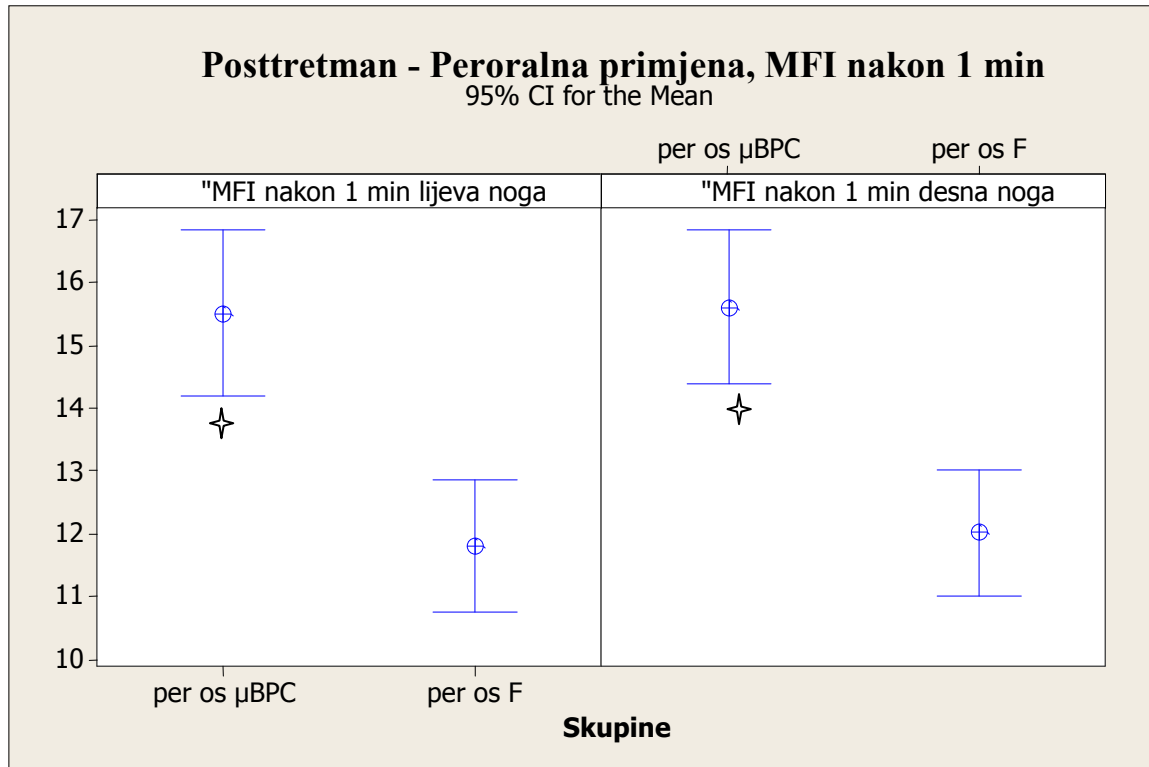 Posttretman - Peroralna primjena, MFI nakon 1 min
95% CI for the Mean
per os µBPC per os F
"MFI nakon 1 min lijeva noga "MFI nakon 1 min desna noga
17
16
15
14
13
12
11
10
per os µBPC per os F
Skupine